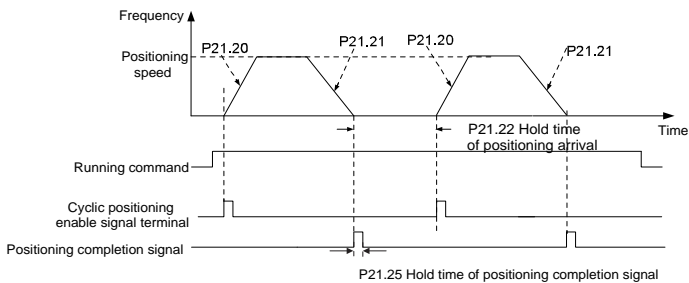 Frequency
P21.20
P21.21
P21.20
P21.21
Positioning
speed
P21.22 Hold time
of positioning arrival
Time
Running command
Cyclic positioning
enable signal terminal
Positioning completion signal
P21.25 Hold time of positioning completion signal